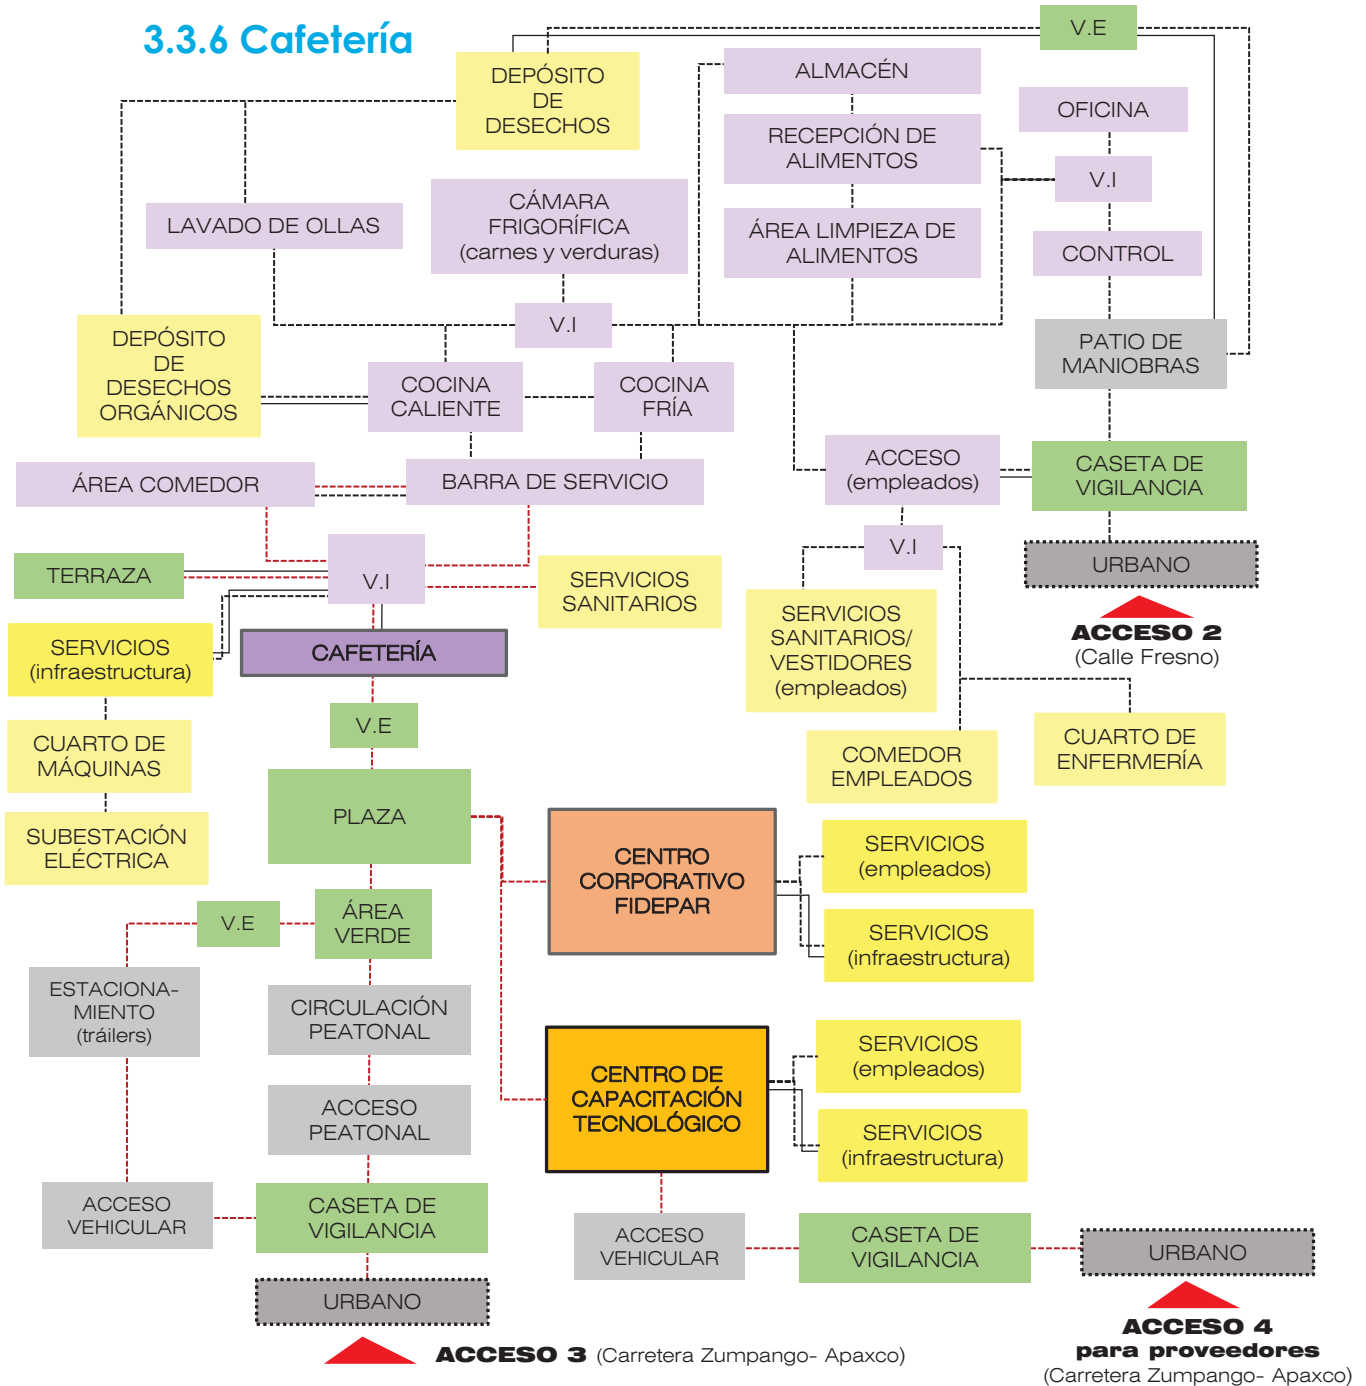 3.3.6 Cafetería
V.E
DEPÓSITO
DE
DESECHOS
ALMACÉN
OFICINA
RECEPCIÓN DE
ALIMENTOS
V.I
CÁMARA
FRIGORÍFICA
(carnes y verduras)
LAVADO DE OLLAS
ÁREA LIMPIEZA DE
ALIMENTOS
CONTROL
V.I
DEPÓSITO
DE
DESECHOS
ORGÁNICOS
PATIO DE
MANIOBRAS
COCINA
CALIENTE
COCINA
FRÍA
ÁREA COMEDOR
BARRA DE SERVICIO
ACCESO
(empleados)
CASETA DE
VIGILANCIA
V.I
URBANO
TERRAZA
V.I
SERVICIOS
SANITARIOS
ACCESO 2
(Calle Fresno)
SERVICIOS
SANITARIOS/
VESTIDORES
(empleados)
SERVICIOS
(infraestructura)
CAFETERÍA
V.E
CUARTO DE
MÁQUINAS
COMEDOR
EMPLEADOS
CUARTO DE
ENFERMERÍA
PLAZA
SUBESTACIÓN
ELÉCTRICA
CENTRO
CORPORATIVO
FIDEPAR
SERVICIOS
(empleados)
V.E
ÁREA
VERDE
SERVICIOS
(infraestructura)
ESTACIONA-
MIENTO
(tráilers)
CIRCULACIÓN
PEATONAL
SERVICIOS
(empleados)
CENTRO DE
CAPACITACIÓN
TECNOLÓGICO
ACCESO
PEATONAL
SERVICIOS
(infraestructura)
ACCESO
VEHICULAR
CASETA DE
VIGILANCIA
ACCESO
VEHICULAR
CASETA DE
VIGILANCIA
URBANO
URBANO
ACCESO 3 (Carretera Zumpango- Apaxco)
ACCESO 4
para proveedores
(Carretera Zumpango- Apaxco)